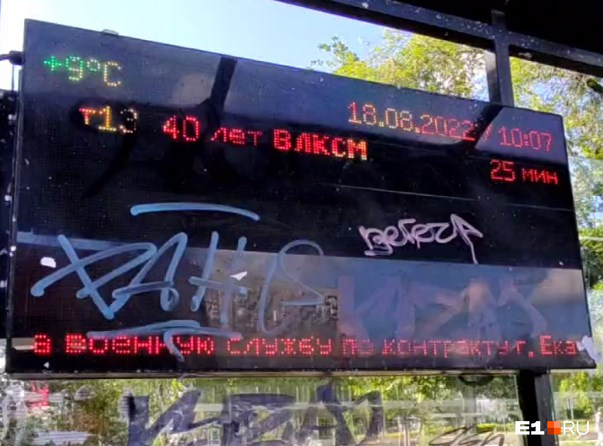 +9°C
18.08.2022 / 10:07
т13 40 лет ВЛКСМ
25 мин
а военную службу по контракту г. Ека
E1.RU